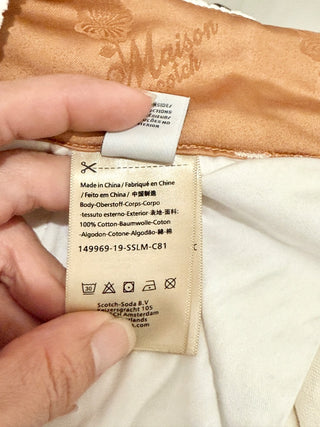 Maison
Scotch
INSIDE/
Made in China / Fabriqué en Chine
/ Feito em China / 中国制造
Body-Oberstoff-Corps-Corpo
-tessuto esterno-Exterior-表地-面料:
100% Cotton-Baumwolle-Coton
-Algodon-Cotone-Algodão-綿-棉
149969-19-SSLM-C81
30
Scotch-Soda B.V
Keizersgracht 105
Amsterdam